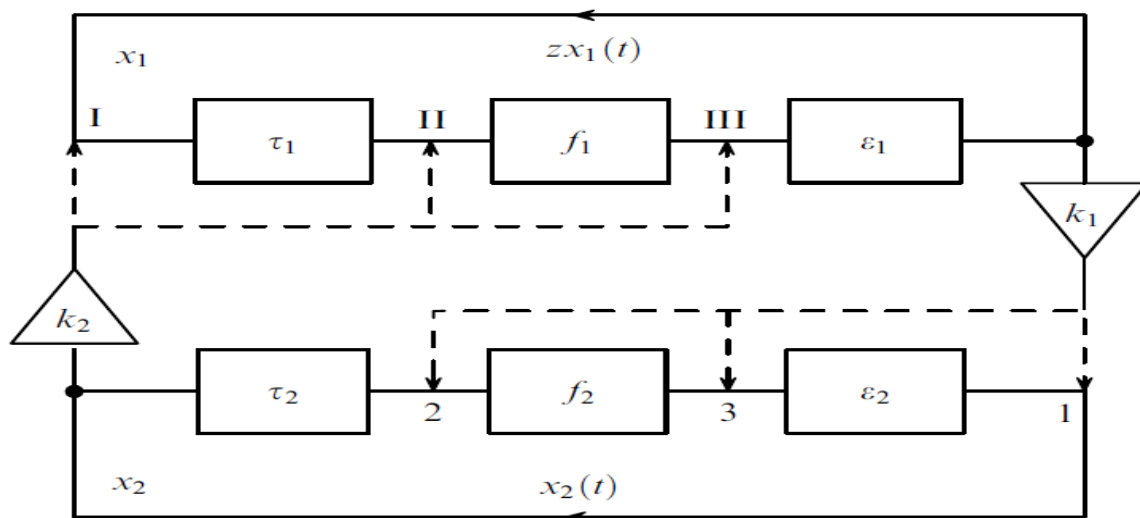 x₁ zx₁(t)
I τ₁ II f₁ III ε₁
k₁
k₂
τ₂ 2 f₂ 3 ε₂ 1
x₂ x₂(t)